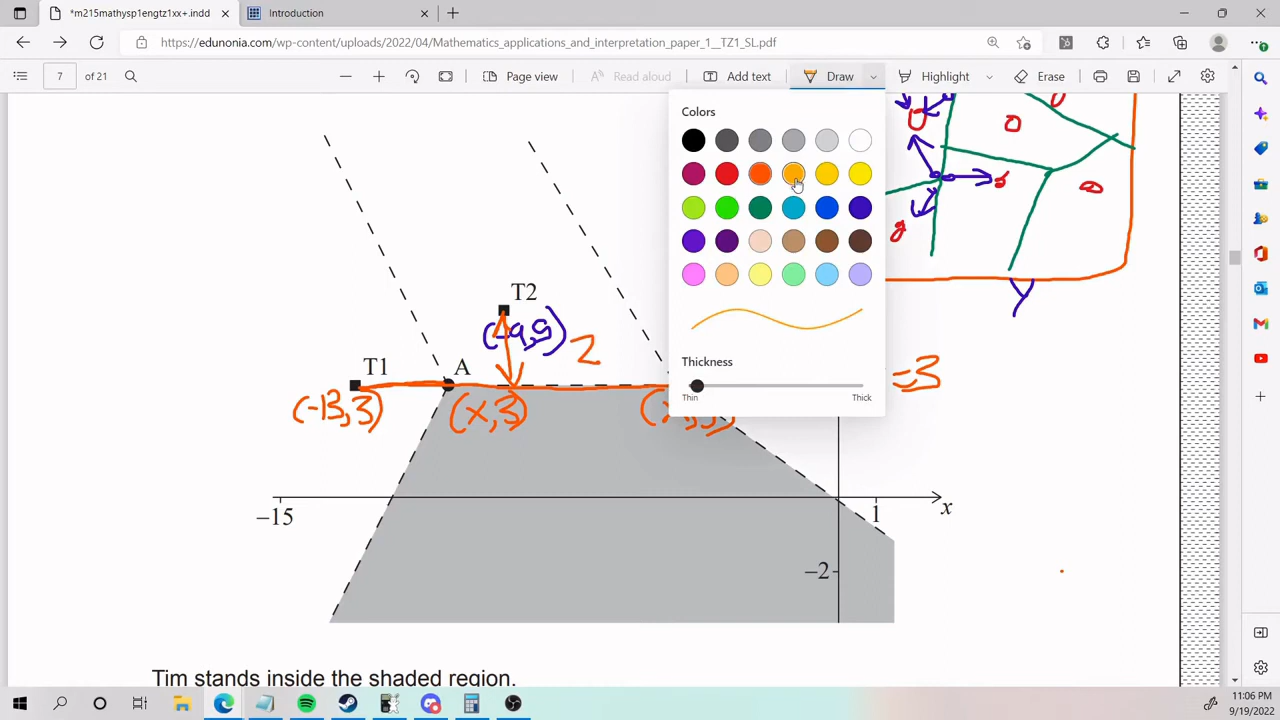 *m215mathysp1engtz1xx+.indd
Introduction
https://edunonia.com/wp-content/uploads/2022/04/Mathematics_applications_and_interpretation_paper_1__TZ1_SL.pdf
7 of 21
Page view
Read aloud
Add text
Draw
Highlight
Erase
Colors
Thickness
Thin
Thick
T2
(-9,5)
2
T1
A
=3
(-13,3)
(x,3)
-15
1
x
-2
Y
Tim stands inside the shaded region.
11:06 PM
9/19/2022